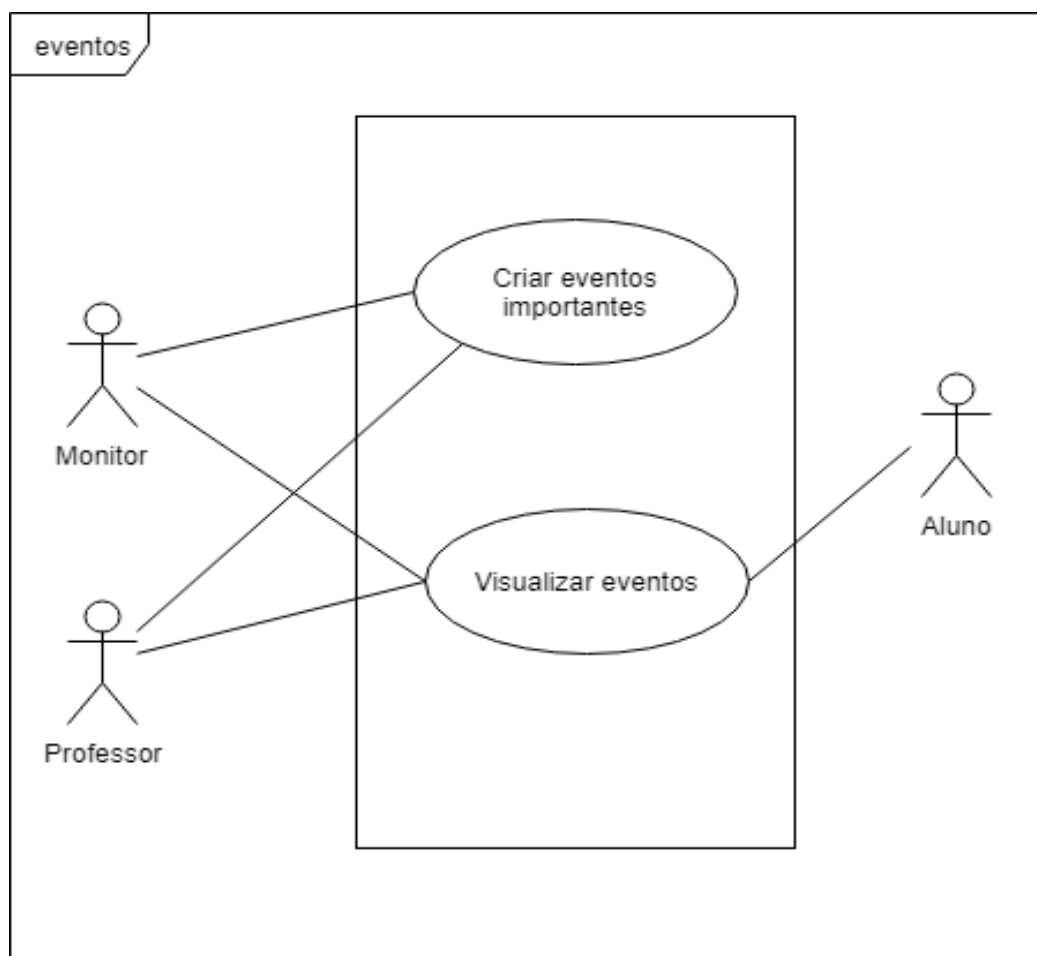 eventos
Criar eventos
importantes
Monitor
Aluno
Visualizar eventos
Professor